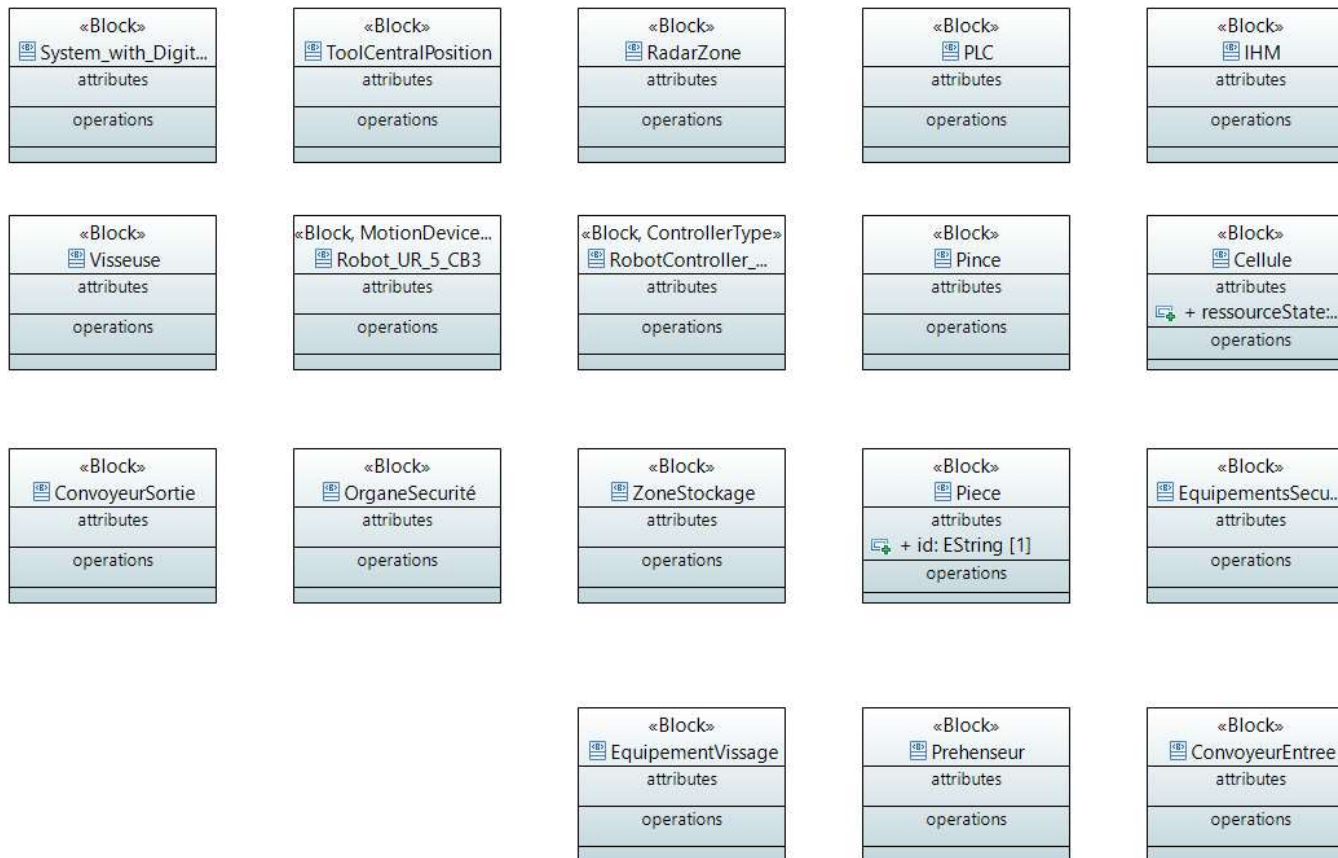 «Block»
System_with_Digit...
attributes
operations
«Block»
ToolCentralPosition
attributes
operations
«Block»
RadarZone
attributes
operations
«Block»
PLC
attributes
operations
«Block»
IHM
attributes
operations
«Block»
Visseuse
attributes
operations
«Block, MotionDevice...
Robot_UR_5_CB3
attributes
operations
«Block, ControllerType»
RobotController_...
attributes
operations
«Block»
Pince
attributes
operations
«Block»
Cellule
attributes
+ ressourceState:..
operations
«Block»
ConvoyeurSortie
attributes
operations
«Block»
OrganeSecurité
attributes
operations
«Block»
ZoneStockage
attributes
operations
«Block»
Piece
attributes
+ id: EString [1]
operations
«Block»
EquipementsSecu..
attributes
operations
«Block»
EquipementVissage
attributes
operations
«Block»
Prehenseur
attributes
operations
«Block»
ConvoyeurEntree
attributes
operations